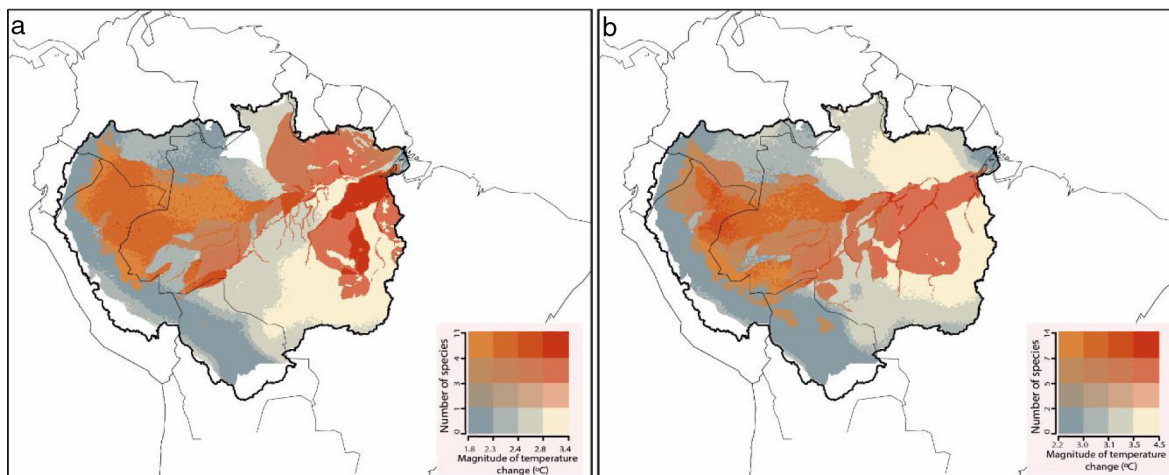 a
Number of species
11
4
3
1
0
1.8 2.3 2.4 2.8 3.4
Magnitude of temperature
change (ºC)
b
Number of species
14
7
5
2
0
2.2 3.0 3.1 3.5 4.5
Magnitude of temperature
change (ºC)